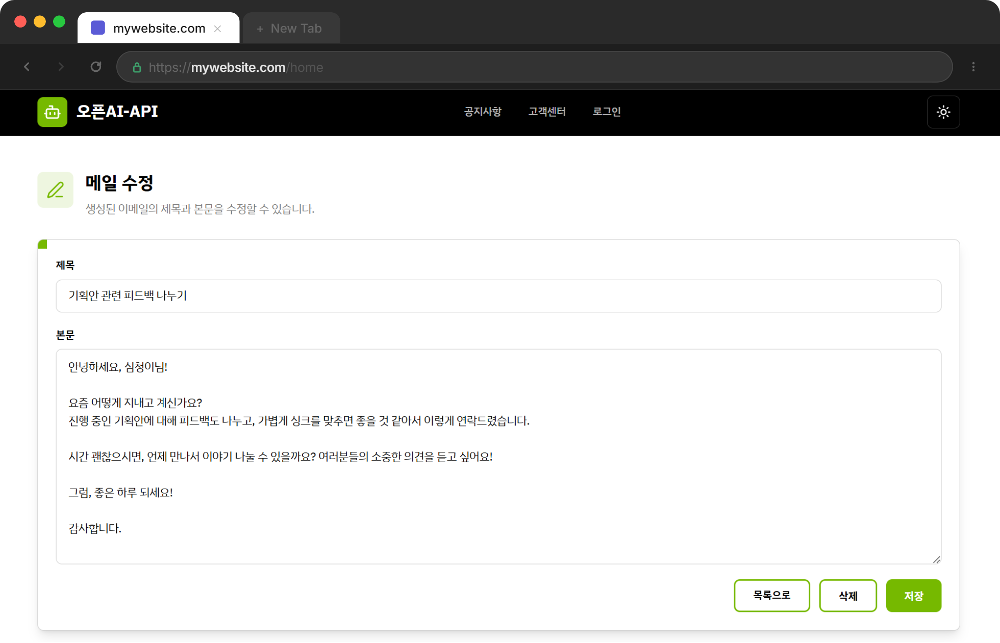 mywebsite.com
+ New Tab
https://mywebsite.com/home
오픈AI-API
공지사항
고객센터
로그인
메일 수정
생성된 이메일의 제목과 본문을 수정할 수 있습니다.
제목
기획안 관련 피드백 나누기
본문
안녕하세요, 심청이님!
요즘 어떻게 지내고 계신가요?
진행 중인 기획안에 대해 피드백도 나누고, 가볍게 싱크를 맞추면 좋을 것 같아서 이렇게 연락드렸습니다.
시간 괜찮으시면, 언제 만나서 이야기 나눌 수 있을까요? 여러분들의 소중한 의견을 듣고 싶어요!
그럼, 좋은 하루 되세요!
감사합니다.
목록으로
삭제
저장